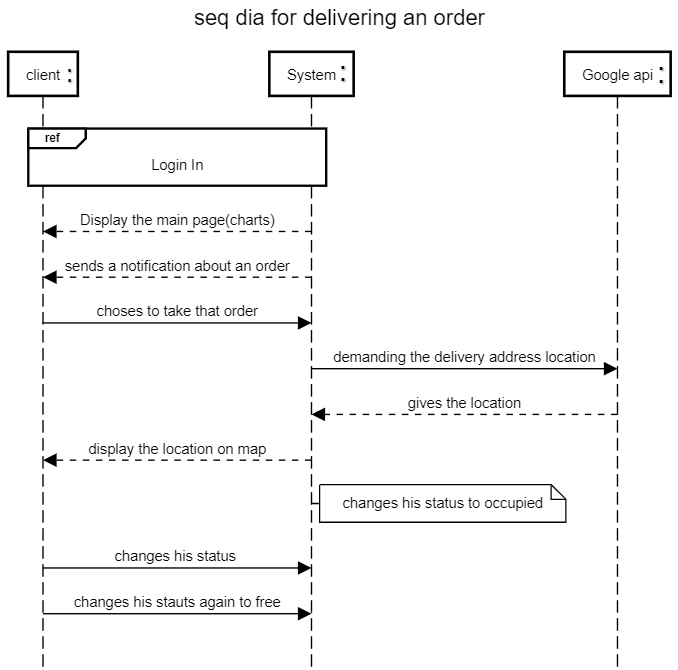 seq dia for delivering an order
client :
System :
Google api :
ref
Login In
Display the main page(charts)
sends a notification about an order
choses to take that order
demanding the delivery address location
gives the location
display the location on map
changes his status to occupied
changes his status
changes his stauts again to free